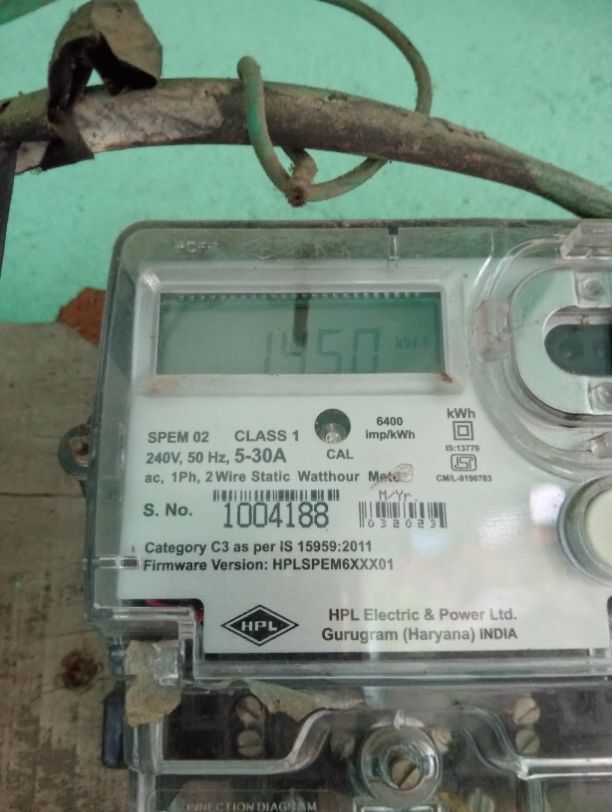 1450 kWh
SPEM 02 CLASS 1
240V, 50 Hz, 5-30A
CAL
6400
imp/kWh
kWh
IS:13779
CM/L-9190783
ac, 1Ph, 2 Wire Static Watthour Meter
M/Yr.
S. No. 1004188
032023
Category C3 as per IS 15959:2011
Firmware Version: HPLSPEM6XXX01
HPL
HPL Electric & Power Ltd.
Gurugram (Haryana) INDIA
CONNECTION DIAGRAM